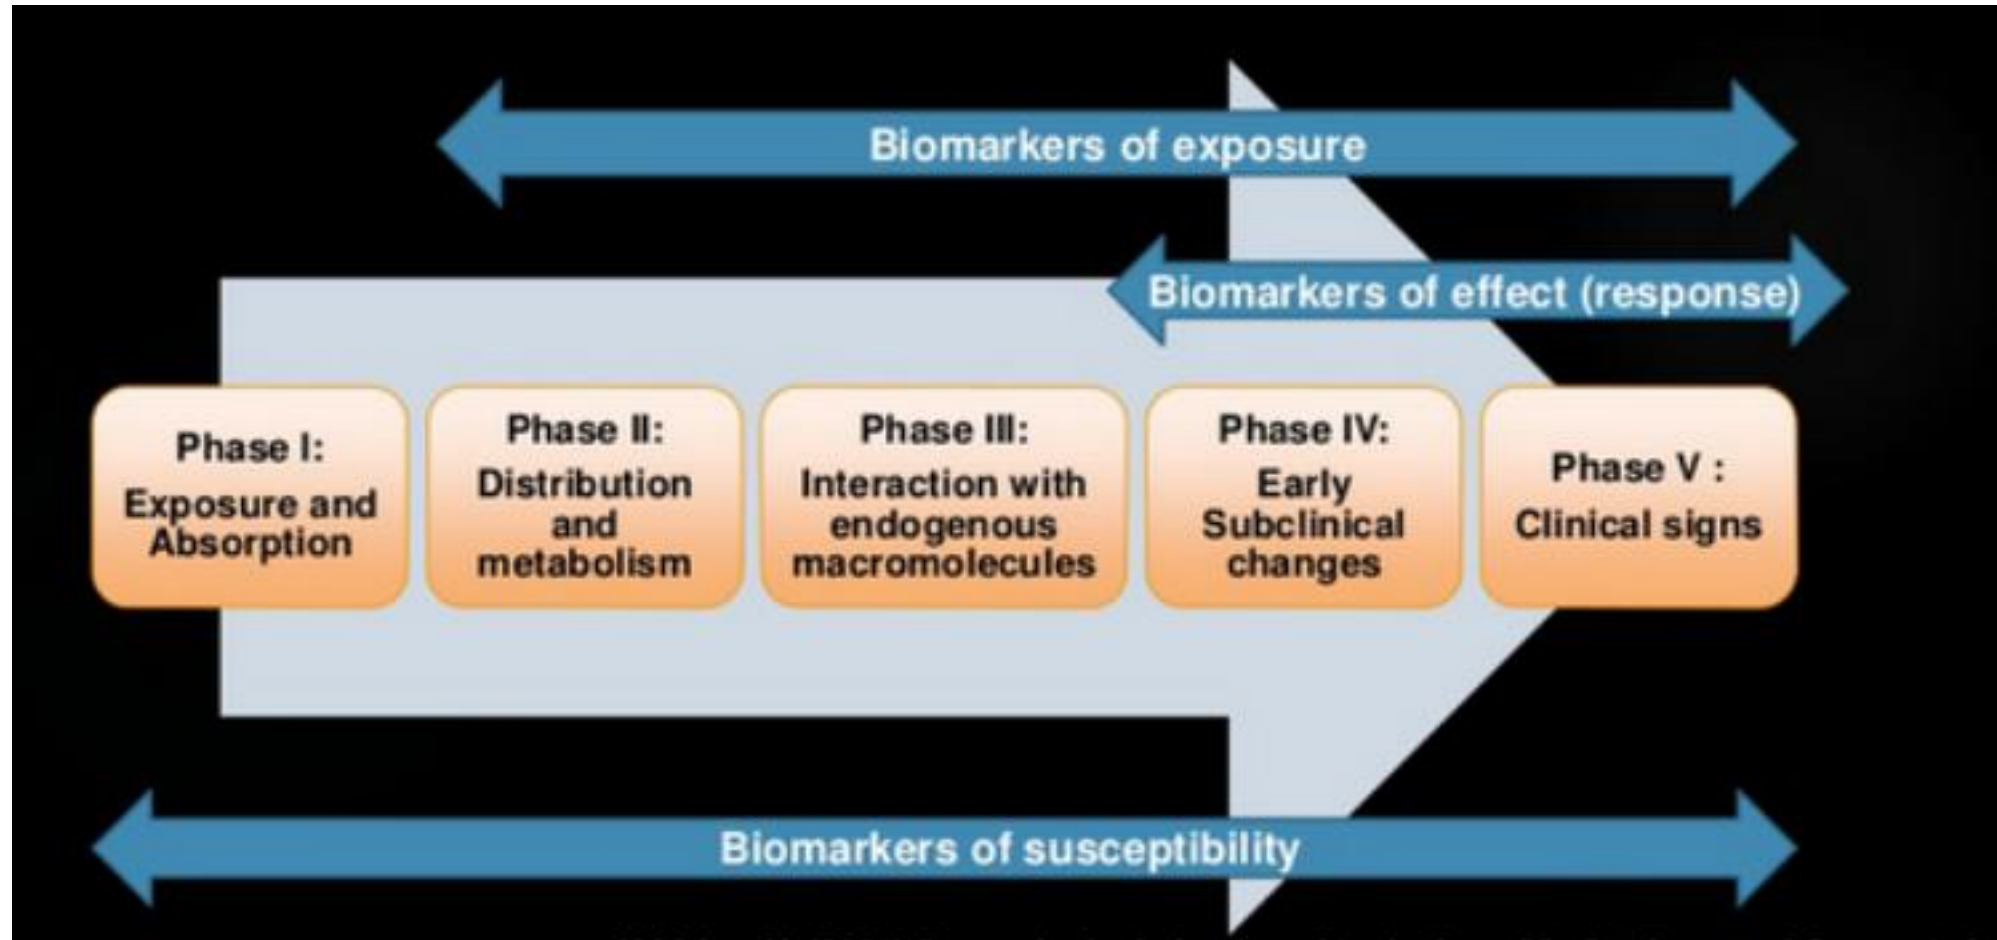 Biomarkers of exposure
Biomarkers of effect (response)
Phase I:
Exposure and
Absorption
Phase II:
Distribution
and
metabolism
Phase III:
Interaction with
endogenous
macromolecules
Phase IV:
Early
Subclinical
changes
Phase V :
Clinical signs
Biomarkers of susceptibility